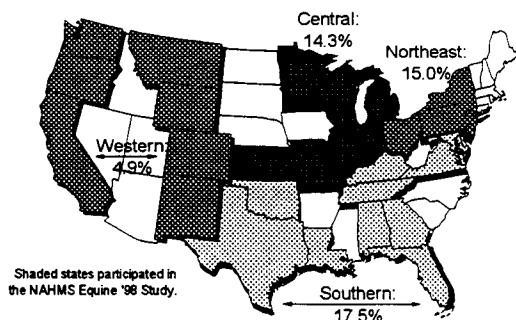 Central:
14.3%
Northeast:
15.0%
Western:
4.9%
Shaded states participated in
the NAHMS Equine '98 Study.
Southern:
17.5%